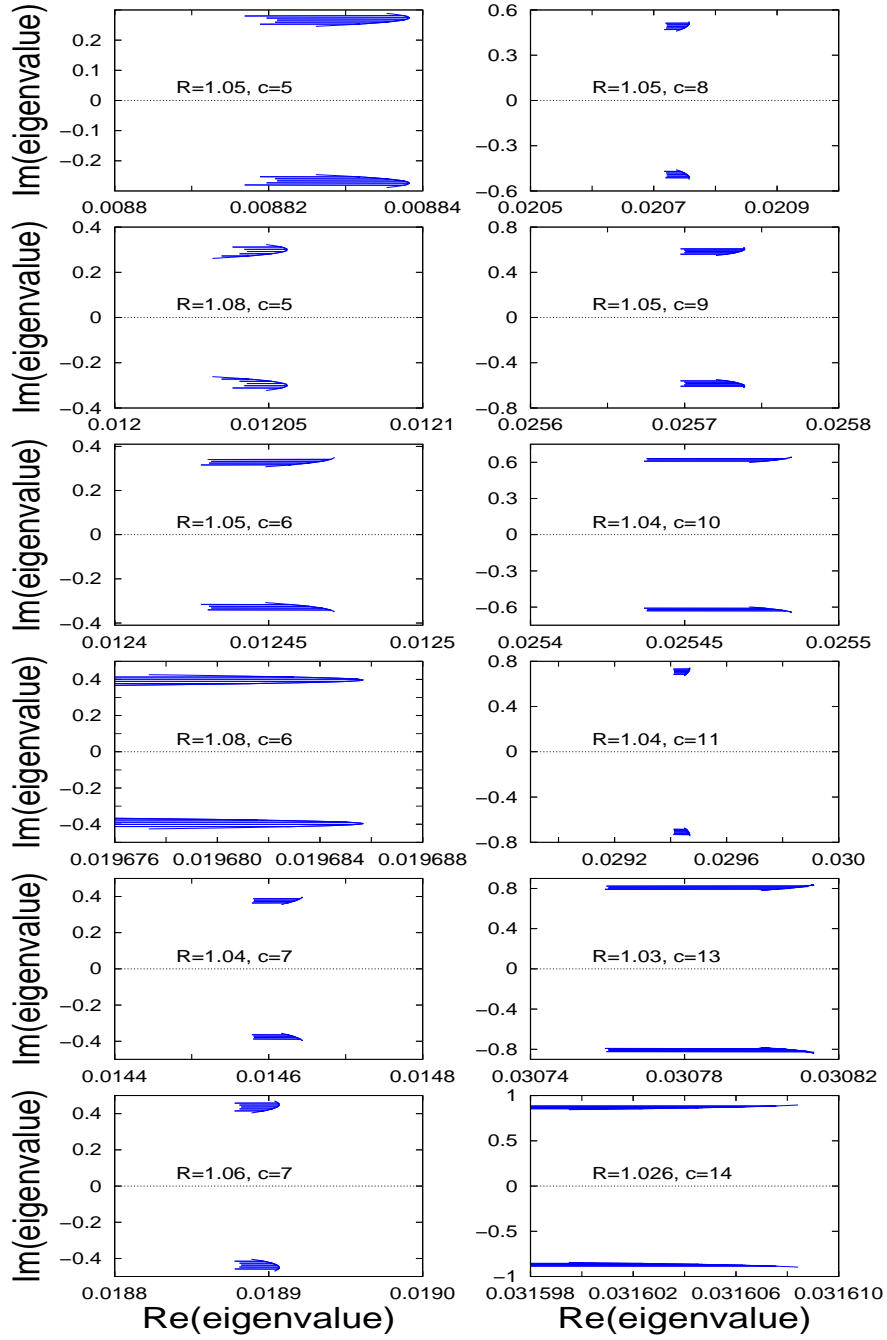 Im(eigenvalue)
0.3
0.2
0.1
0
−0.1
−0.2
R=1.05, c=5
0.0088 0.00882 0.00884
0.6
0.3
0
−0.3
−0.6
R=1.05, c=8
0.0205 0.0207 0.0209
Im(eigenvalue)
0.4
0.2
0
−0.2
−0.4
R=1.08, c=5
0.012 0.01205 0.0121
0.8
0.4
0
−0.4
−0.8
R=1.05, c=9
0.0256 0.0257 0.0258
Im(eigenvalue)
0.4
0.2
0
−0.2
−0.4
R=1.05, c=6
0.0124 0.01245 0.0125
0.6
0.3
0
−0.3
−0.6
R=1.04, c=10
0.0254 0.02545 0.0255
Im(eigenvalue)
0.4
0.2
0
−0.2
−0.4
R=1.08, c=6
0.019676 0.019680 0.019684 0.019688
0.8
0.4
0
−0.4
−0.8
R=1.04, c=11
0.0292 0.0296 0.030
Im(eigenvalue)
0.4
0.2
0
−0.2
−0.4
R=1.04, c=7
0.0144 0.0146 0.0148
0.8
0.4
0
−0.4
−0.8
R=1.03, c=13
0.03074 0.03078 0.03082
Im(eigenvalue)
0.4
0.2
0
−0.2
−0.4
R=1.06, c=7
0.0188 0.0189 0.0190
Re(eigenvalue)
1
0.5
0
−0.5
−1
R=1.026, c=14
0.031598 0.031602 0.031606 0.031610
Re(eigenvalue)